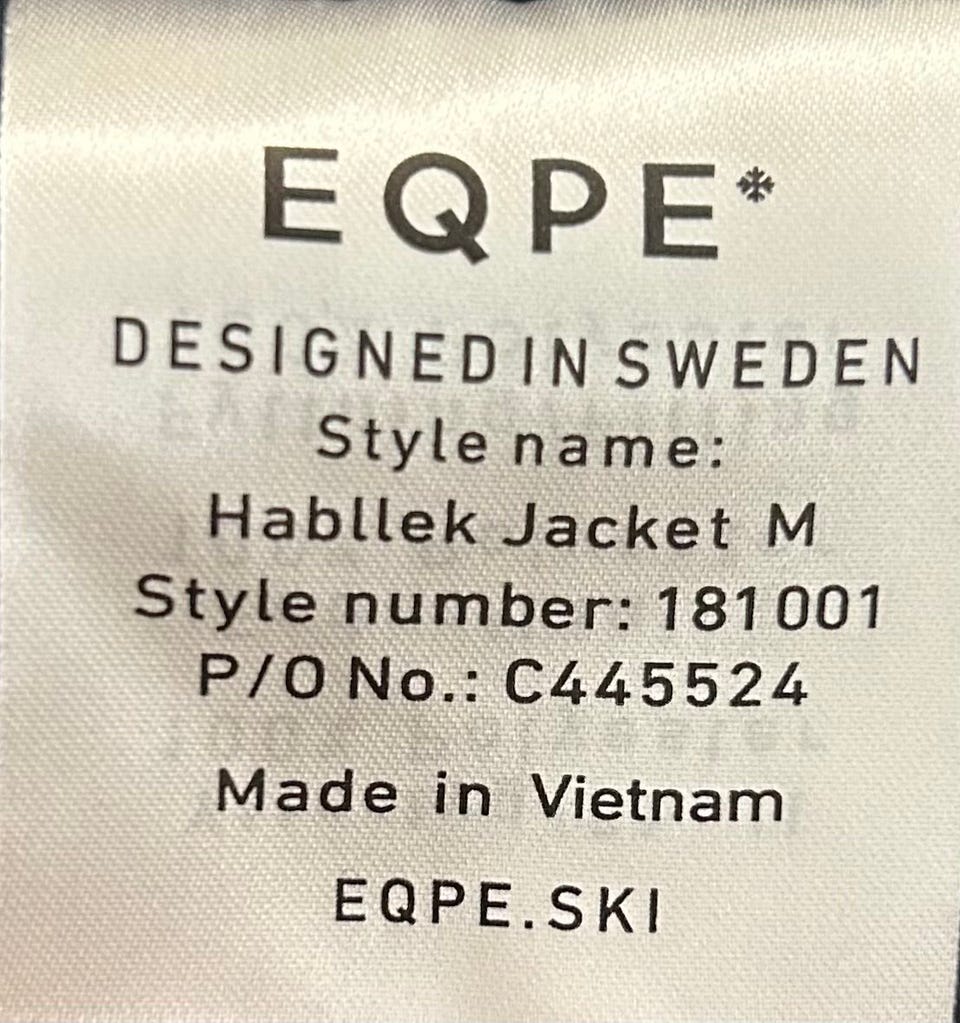 EQPE*
DESIGNED IN SWEDEN
Style name:
Habllek Jacket M
Style number: 181001
P/O No.: C445524
Made in Vietnam
EQPE.SKI